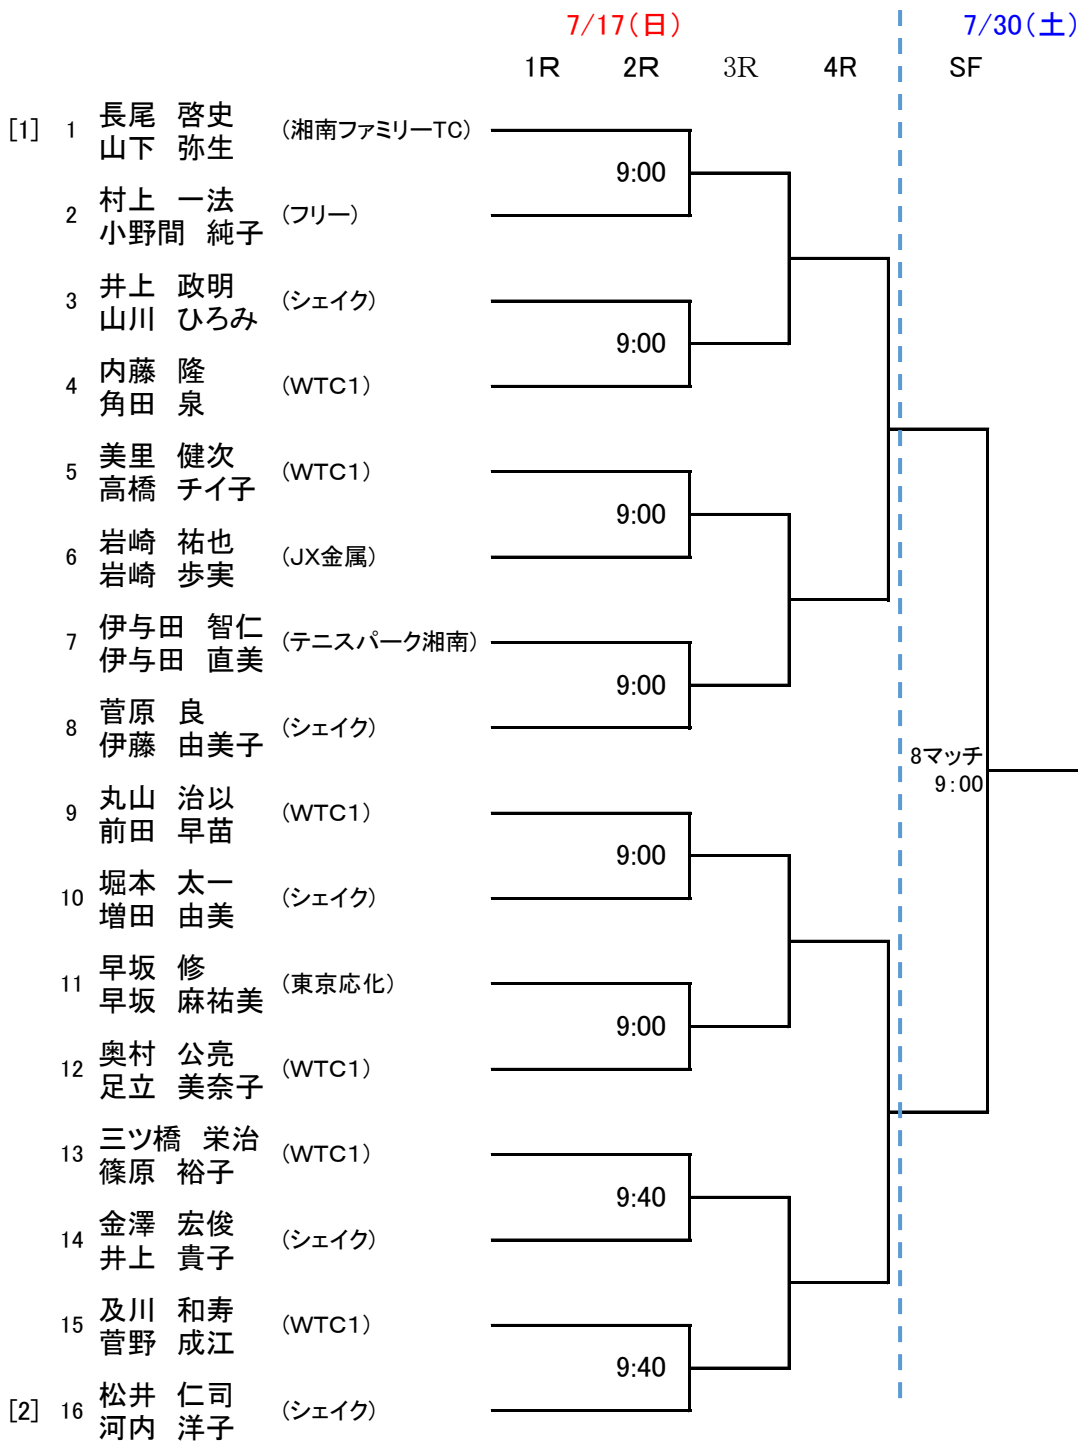 7/17(日) 7/30(土)
1R 2R 3R 4R SF
[1] 1 長尾 啓史 (湘南ファミリーTC)
山下 弥生
9:00
2 村上 一法 (フリー)
小野間 純子
3 井上 政明 (シェイク)
山川 ひろみ
9:00
4 内藤 隆 (WTC1)
角田 泉
5 美里 健次 (WTC1)
高橋 チイ子
9:00
6 岩崎 祐也 (JX金属)
岩崎 歩実
7 伊与田 智仁 (テニスパーク湘南)
伊与田 直美
9:00
8 菅原 良 (シェイク)
伊藤 由美子
8マッチ
9:00
9 丸山 治以 (WTC1)
前田 早苗
9:00
10 堀本 太一 (シェイク)
増田 由美
11 早坂 修 (東京応化)
早坂 麻祐美
9:00
12 奥村 公亮 (WTC1)
足立 美奈子
13 三ツ橋 栄治 (WTC1)
篠原 裕子
9:40
14 金澤 宏俊 (シェイク)
井上 貴子
15 及川 和寿 (WTC1)
菅野 成江
9:40
[2] 16 松井 仁司 (シェイク)
河内 洋子